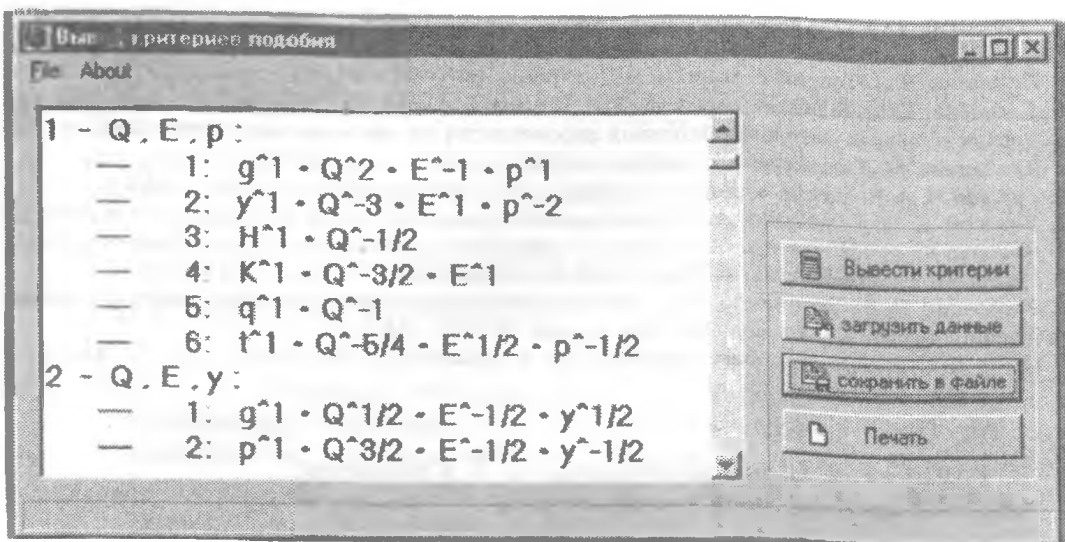 критериев подобия
File About
1 - Q, E, p:
— 1: g^1 • Q^2 • E^-1 • p^1
— 2: y^1 • Q^-3 • E^1 • p^-2
— 3: H^1 • Q^-1/2
— 4: K^1 • Q^-3/2 • E^1
— 5: q^1 • Q^-1
— 6: t^1 • Q^-5/4 • E^1/2 • p^-1/2
2 - Q, E, y:
— 1: g^1 • Q^1/2 • E^-1/2 • y^1/2
— 2: p^1 • Q^3/2 • E^-1/2 • y^-1/2
Вывести критерии
загрузить данные
сохранить в файле
Печать